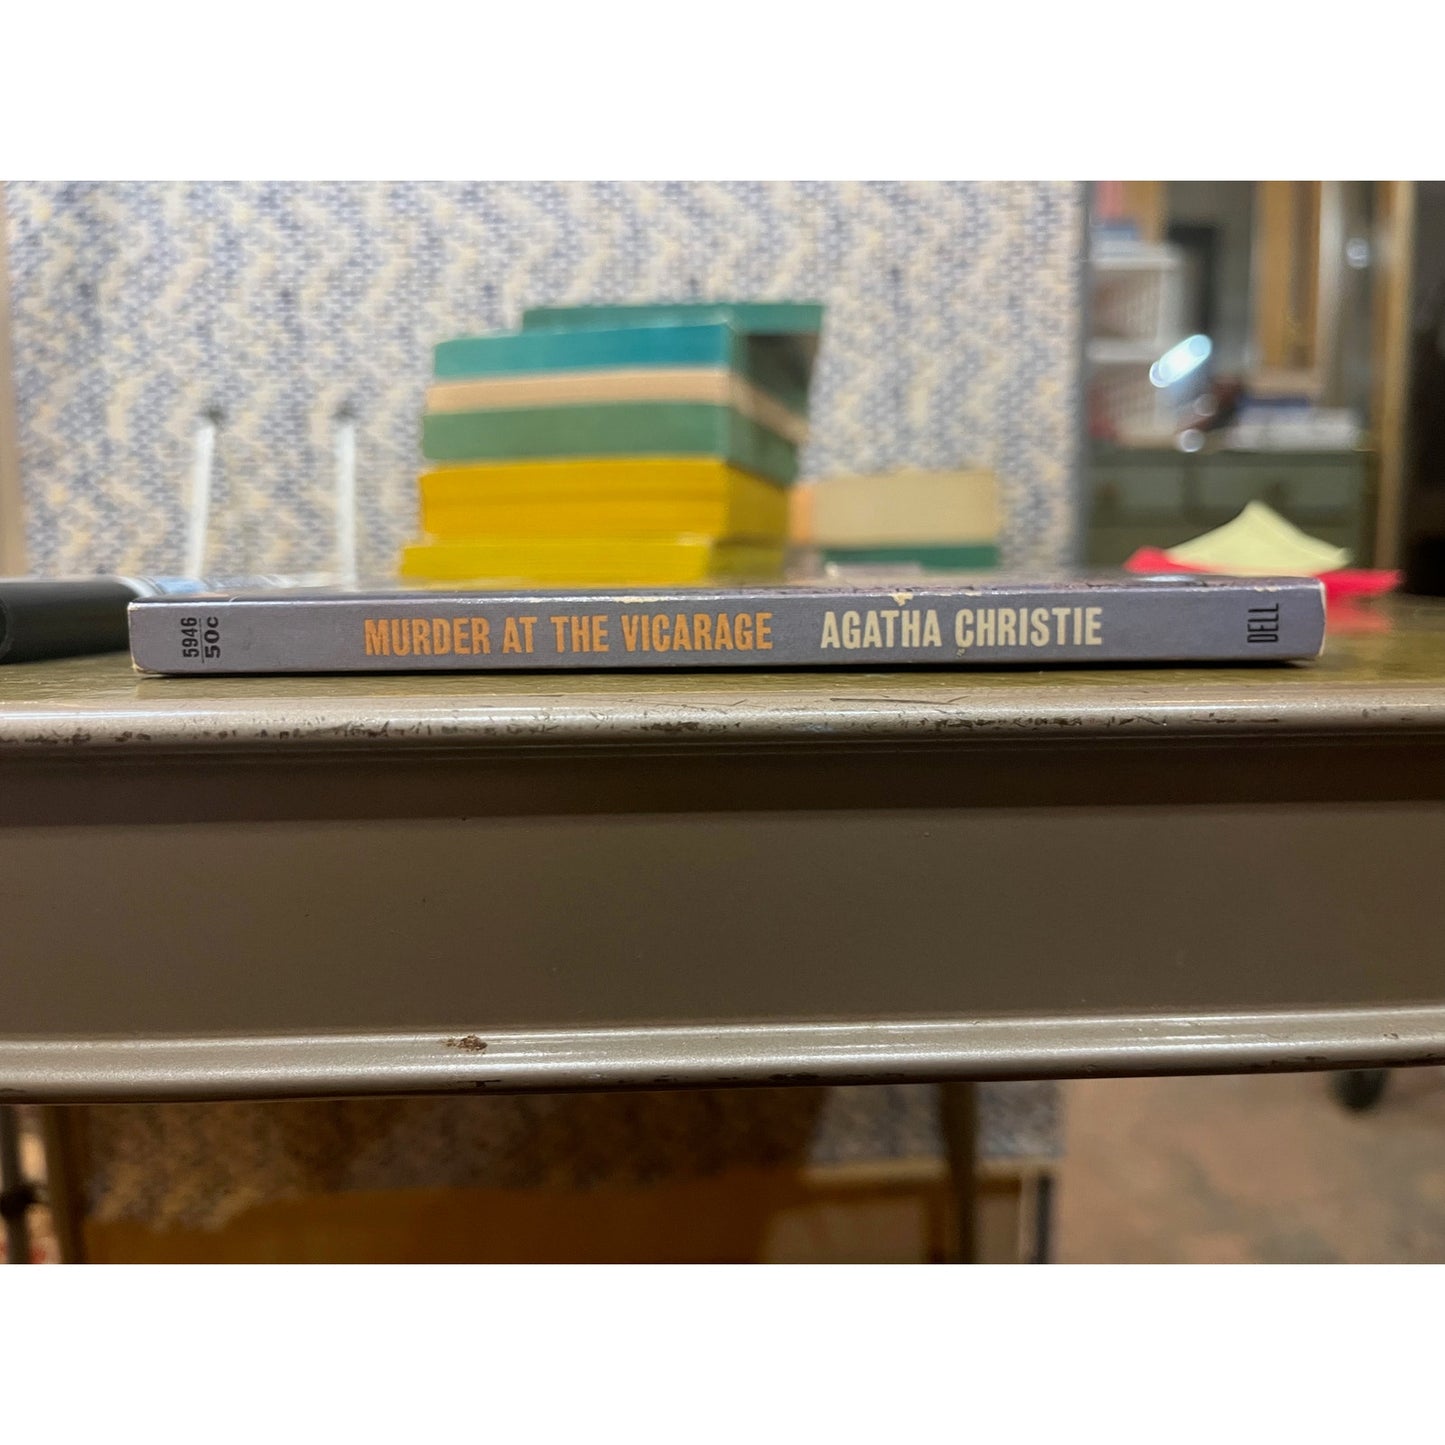 5946
50c
MURDER AT THE VICARAGE AGATHA CHRISTIE
DELL